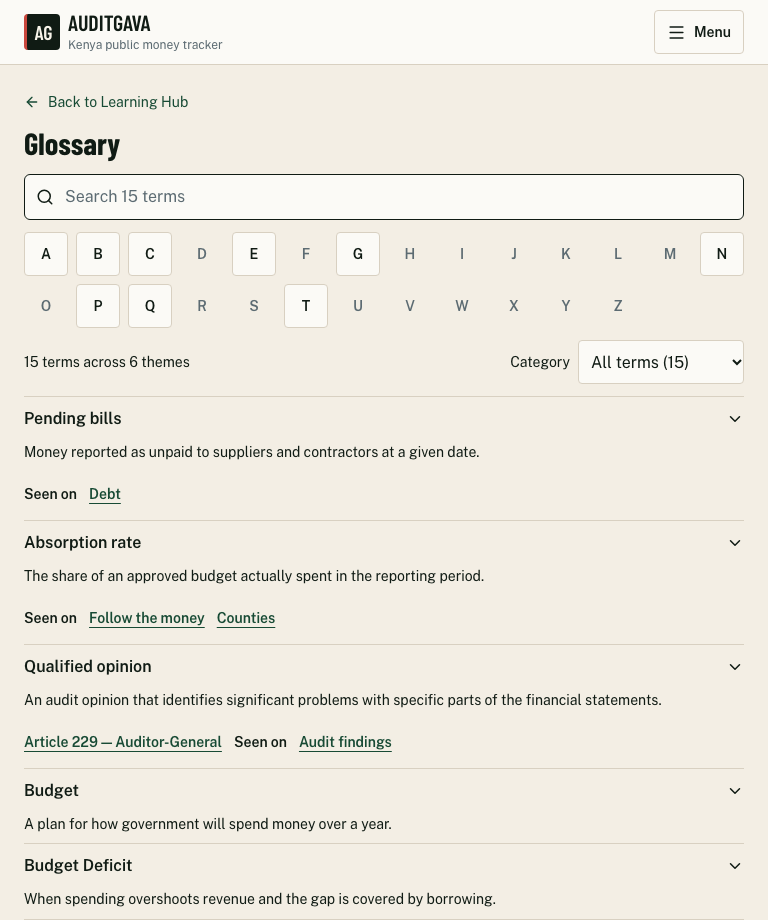 AG
AUDITGAVA
Kenya public money tracker
Menu
Back to Learning Hub
Glossary
Search 15 terms
A B C D E F G H I J K L M N
O P Q R S T U V W X Y Z
15 terms across 6 themes
Category
All terms (15)
Pending bills
Money reported as unpaid to suppliers and contractors at a given date.
Seen on Debt
Absorption rate
The share of an approved budget actually spent in the reporting period.
Seen on Follow the money Counties
Qualified opinion
An audit opinion that identifies significant problems with specific parts of the financial statements.
Article 229 — Auditor-General Seen on Audit findings
Budget
A plan for how government will spend money over a year.
Budget Deficit
When spending overshoots revenue and the gap is covered by borrowing.